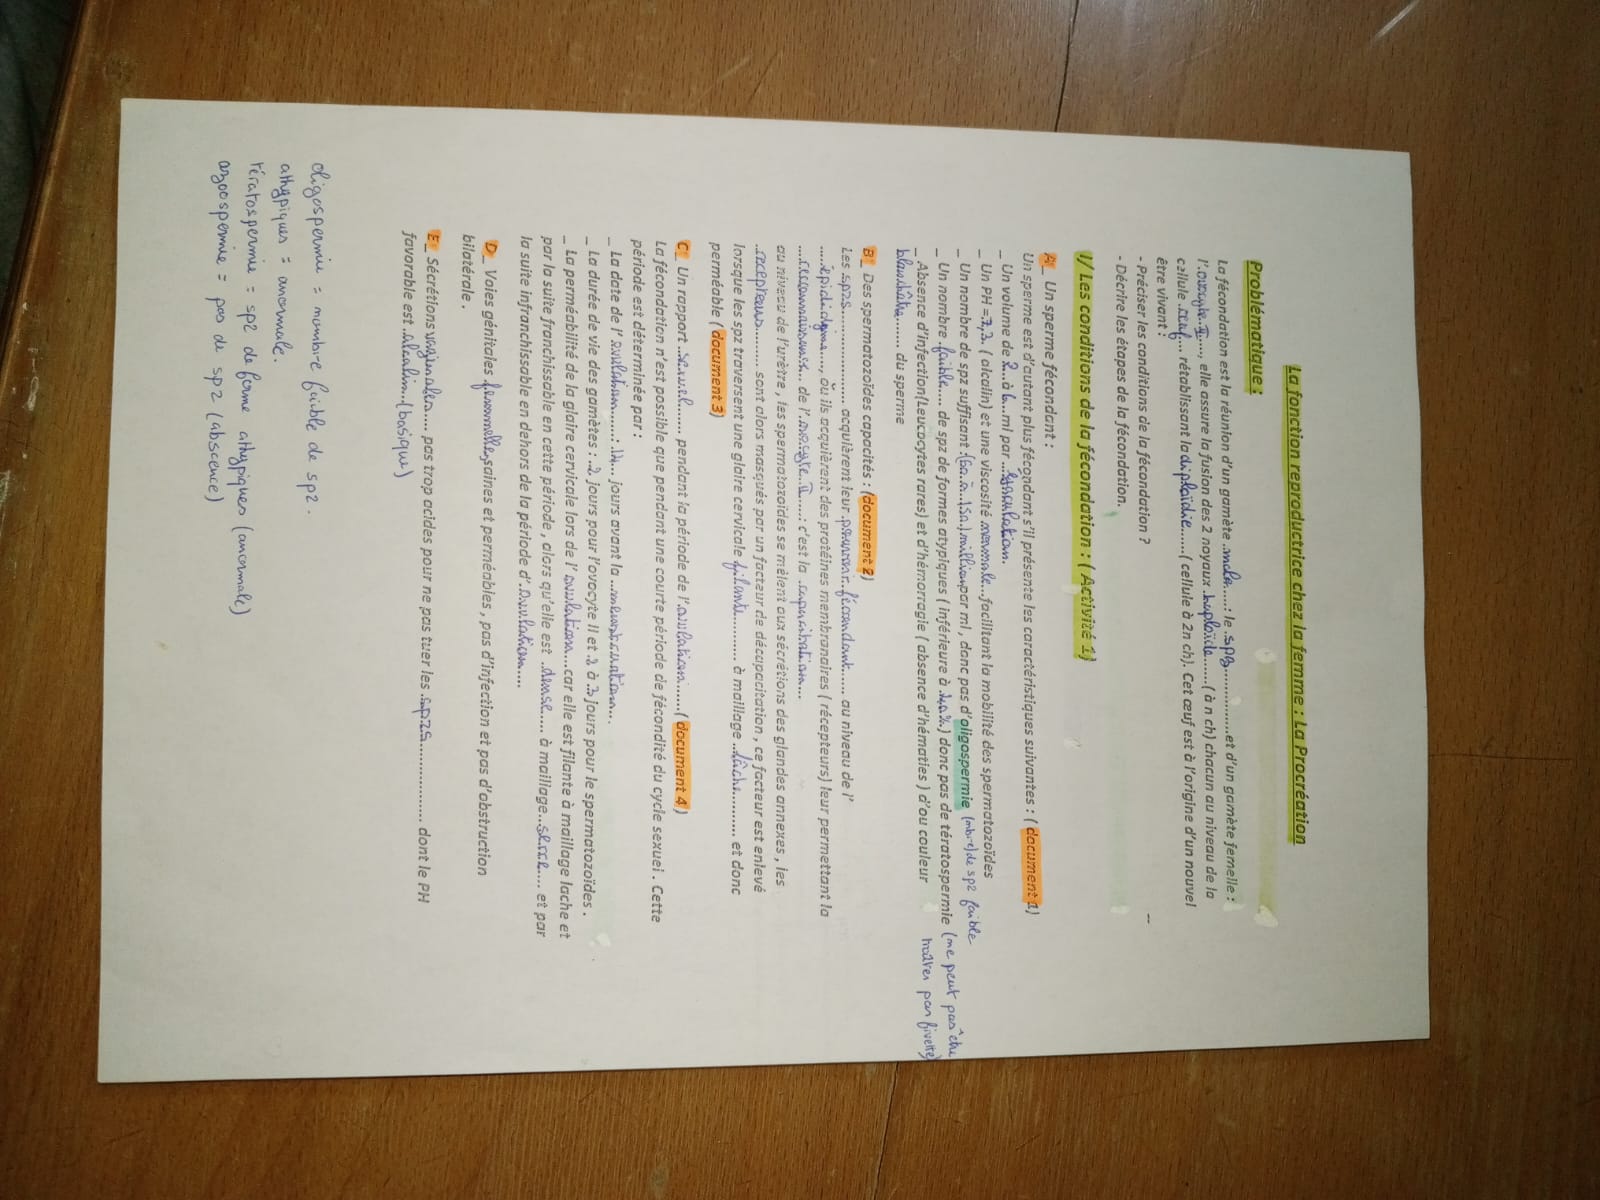 La fonction reproductrice chez la femme : La Procréation
Problématique :
La fécondation est la réunion d'un gamète .male.....: le .spz...............et d'un gamète femelle :
l'.ovocyte II...., elle assure la fusion des 2 noyaux .haploïde......( à n ch) chacun au niveau de la
cellule .œuf.... rétablissant la diploïdie......( cellule à 2n ch). Cet œuf est à l'origine d'un nouvel
être vivant :
- Préciser les conditions de la fécondation ?
- Décrire les étapes de la fécondation.
I/ Les conditions de la fécondation : ( Activité 1)
A_ Un sperme fécondant :
Un sperme est d'autant plus fécondant s'il présente les caractéristiques suivantes : ( document 1)
_ Un volume de 2...à 6...ml par ..éjaculation.
_ Un PH =.7,3. ( alcalin) et une viscosité normale...facilitant la mobilité des spermatozoïdes
_ Un nombre de spz suffisant :(60 à 150.) million par ml , donc pas d'oligospermie (nbre) de spz faible
_ Un nombre .faible.... de spz de formes atypiques ( inférieure à .40%.) donc pas de tératospermie (ne peut pas être
_ Absence d'infection(Leucocytes rares) et d'hémorragie ( absence d'hématies ) d'ou couleur par fivette)
blanchâtre....... du sperme
B_ Des spermatozoïdes capacités : (document 2)
Les spzs.................... acquièrent leur pouvoir fécondant...... au niveau de l'
.....épididyme...., où ils acquièrent des protéines membranaires ( récepteurs) leur permettant la
....reconnaissance... de l'.ovocyte II.....: c'est la .capacitation...
au niveau de l'urètre , les spermatozoïdes se mêlent aux sécrétions des glandes annexes , les
.recepteurs......... sont alors masqués par un facteur de décapacitation , ce facteur est enlevé
lorsque les spz traversent une glaire cervicale filante.......... à maillage ..lâche.......... et donc
perméable ( document 3)
C_ Un rapport ..sexuel....... pendant la période de l'.ovulation......( document 4 )
La fécondation n'est possible que pendant une courte période de fécondité du cycle sexuel . Cette
période est déterminée par :
_ La date de l' ovulation......: .14... jours avant la ..menstruation....
_ La durée de vie des gamètes : ..2 jours pour l'ovocyte II et .2 à 3 jours pour le spermatozoïdes .
_ La perméabilité de la glaire cervicale lors de l' ovulation...car elle est filante à maillage lache et
par la suite franchissable en cette période , alors qu'elle est ..dense..... à maillage..serre.... et par
la suite infranchissable en dehors de la période d'.ovulation.....
D_ Voies génitales femmelle, saines et perméables , pas d'infection et pas d'obstruction
bilatérale .
E_ Sécrétions vaginales.... pas trop acides pour ne pas tuer les .spzs................. dont le PH
favorable est .alcalin...(basique)
oligospermie = nombre faible de spz.
athypiques = anormale.
tératospermie = spz de forme athypiques (anormale)
azoospermie = pas de spz (abscence)